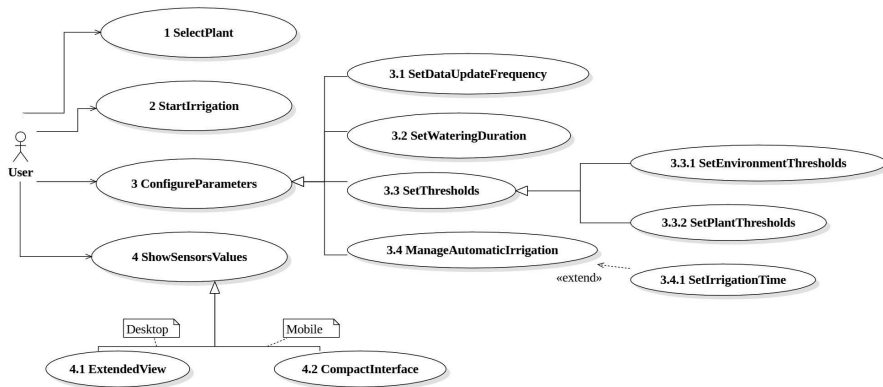 1 SelectPlant
2 StartIrrigation
User
3 ConfigureParameters
4 ShowSensorsValues
3.1 SetDataUpdateFrequency
3.2 SetWateringDuration
3.3 SetThresholds
3.3.1 SetEnvironmentThresholds
3.3.2 SetPlantThresholds
3.4 ManageAutomaticIrrigation
«extend»
3.4.1 SetIrrigationTime
Desktop
Mobile
4.1 ExtendedView
4.2 CompactInterface